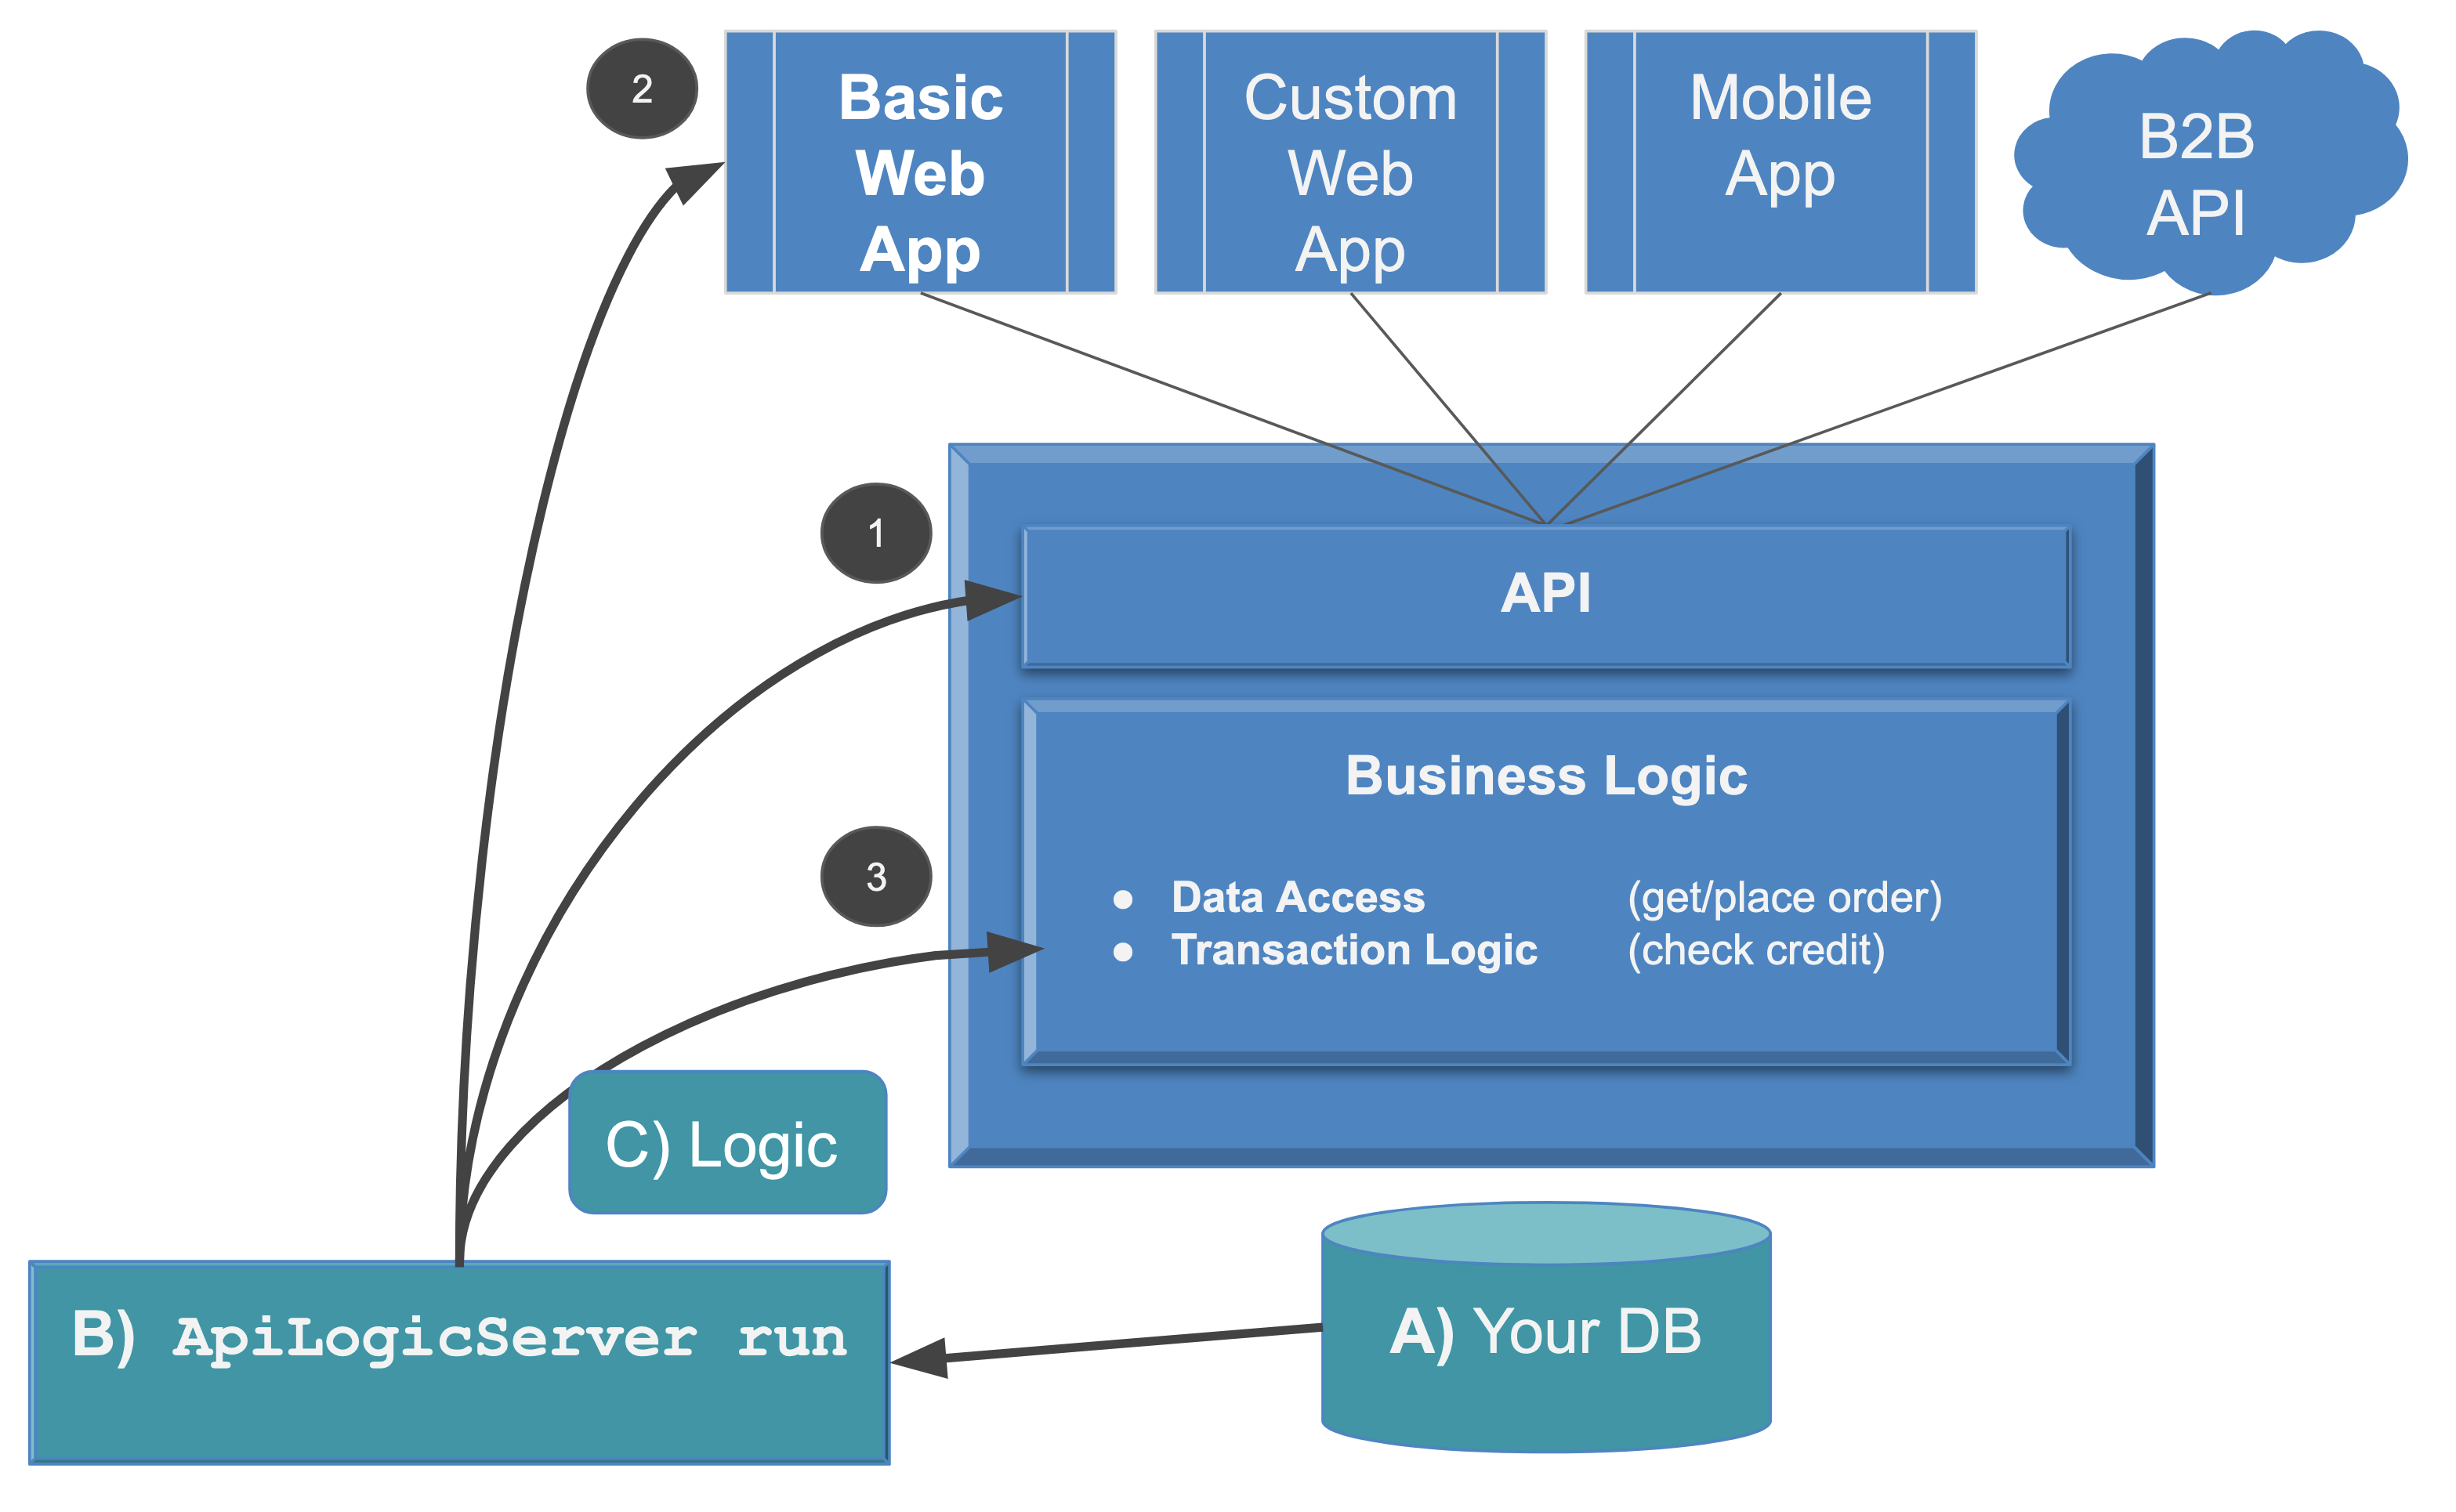 2
Basic
Web
App
Custom
Web
App
Mobile
App
B2B
API
1
API
Business Logic
3
● Data Access (get/place order)
● Transaction Logic (check credit)
C) Logic
B) ApiLogicServer run
A) Your DB